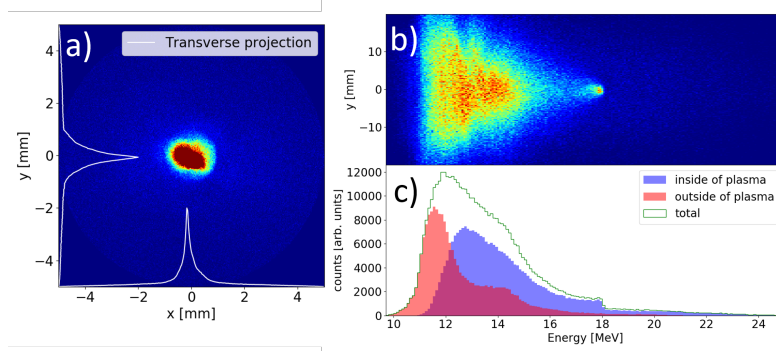 a)
Transverse projection
4
2
0
−2
−4
y [mm]
−4
−2
0
2
4
x [mm]
b)
10
0
−10
y [mm]
c)
inside of plasma
outside of plasma
total
12000
10000
8000
6000
4000
2000
0
counts [arb. units]
10
12
14
16
18
20
22
24
Energy [MeV]